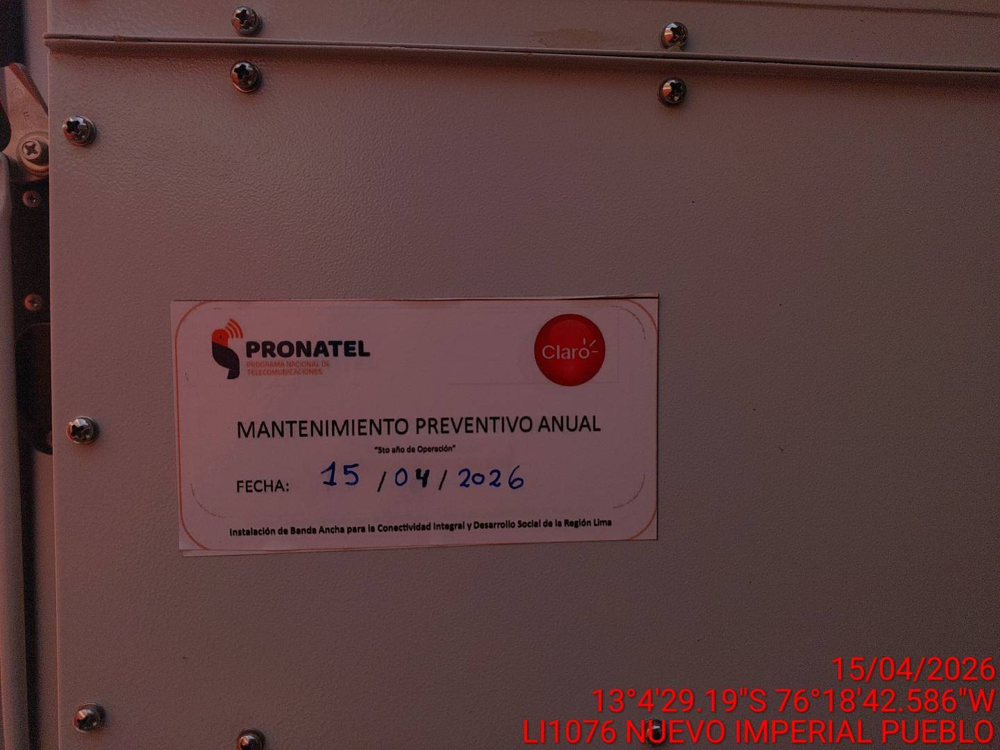 PRONATEL
PROGRAMA NACIONAL DE
TELECOMUNICACIONES
Claro
MANTENIMIENTO PREVENTIVO ANUAL
"5to año de Operación"
FECHA: 15 / 04 / 2026
Instalación de Banda Ancha para la Conectividad Integral y Desarrollo Social de la Región Lima
15/04/2026
13°4'29.19"S 76°18'42.586"W
LI1076 NUEVO IMPERIAL PUEBLO